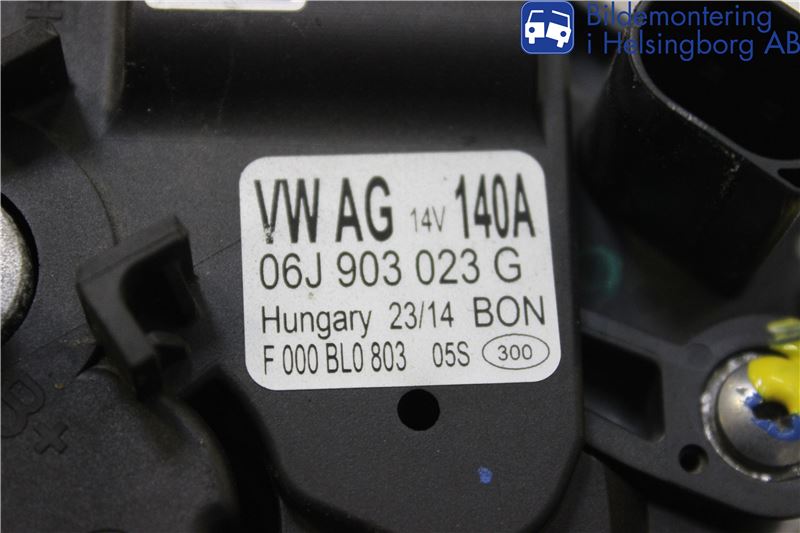 Bildemontering
i Helsingborg AB
VW AG 14V 140A
06J 903 023 G
Hungary 23/14 BON
F 000 BL0 803 05S 300
B+